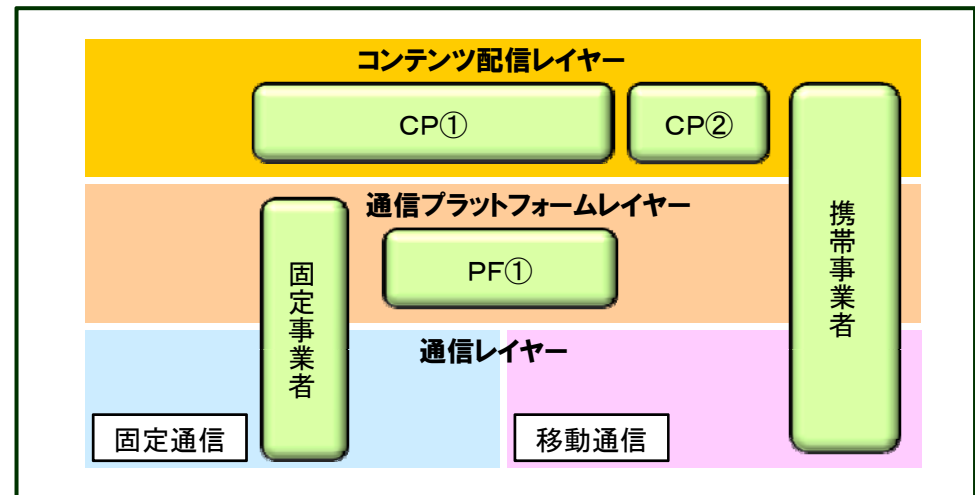 コンテンツ配信レイヤー
CP①
CP②
携帯事業者
通信プラットフォームレイヤー
固定事業者
PF①
通信レイヤー
固定通信
移動通信